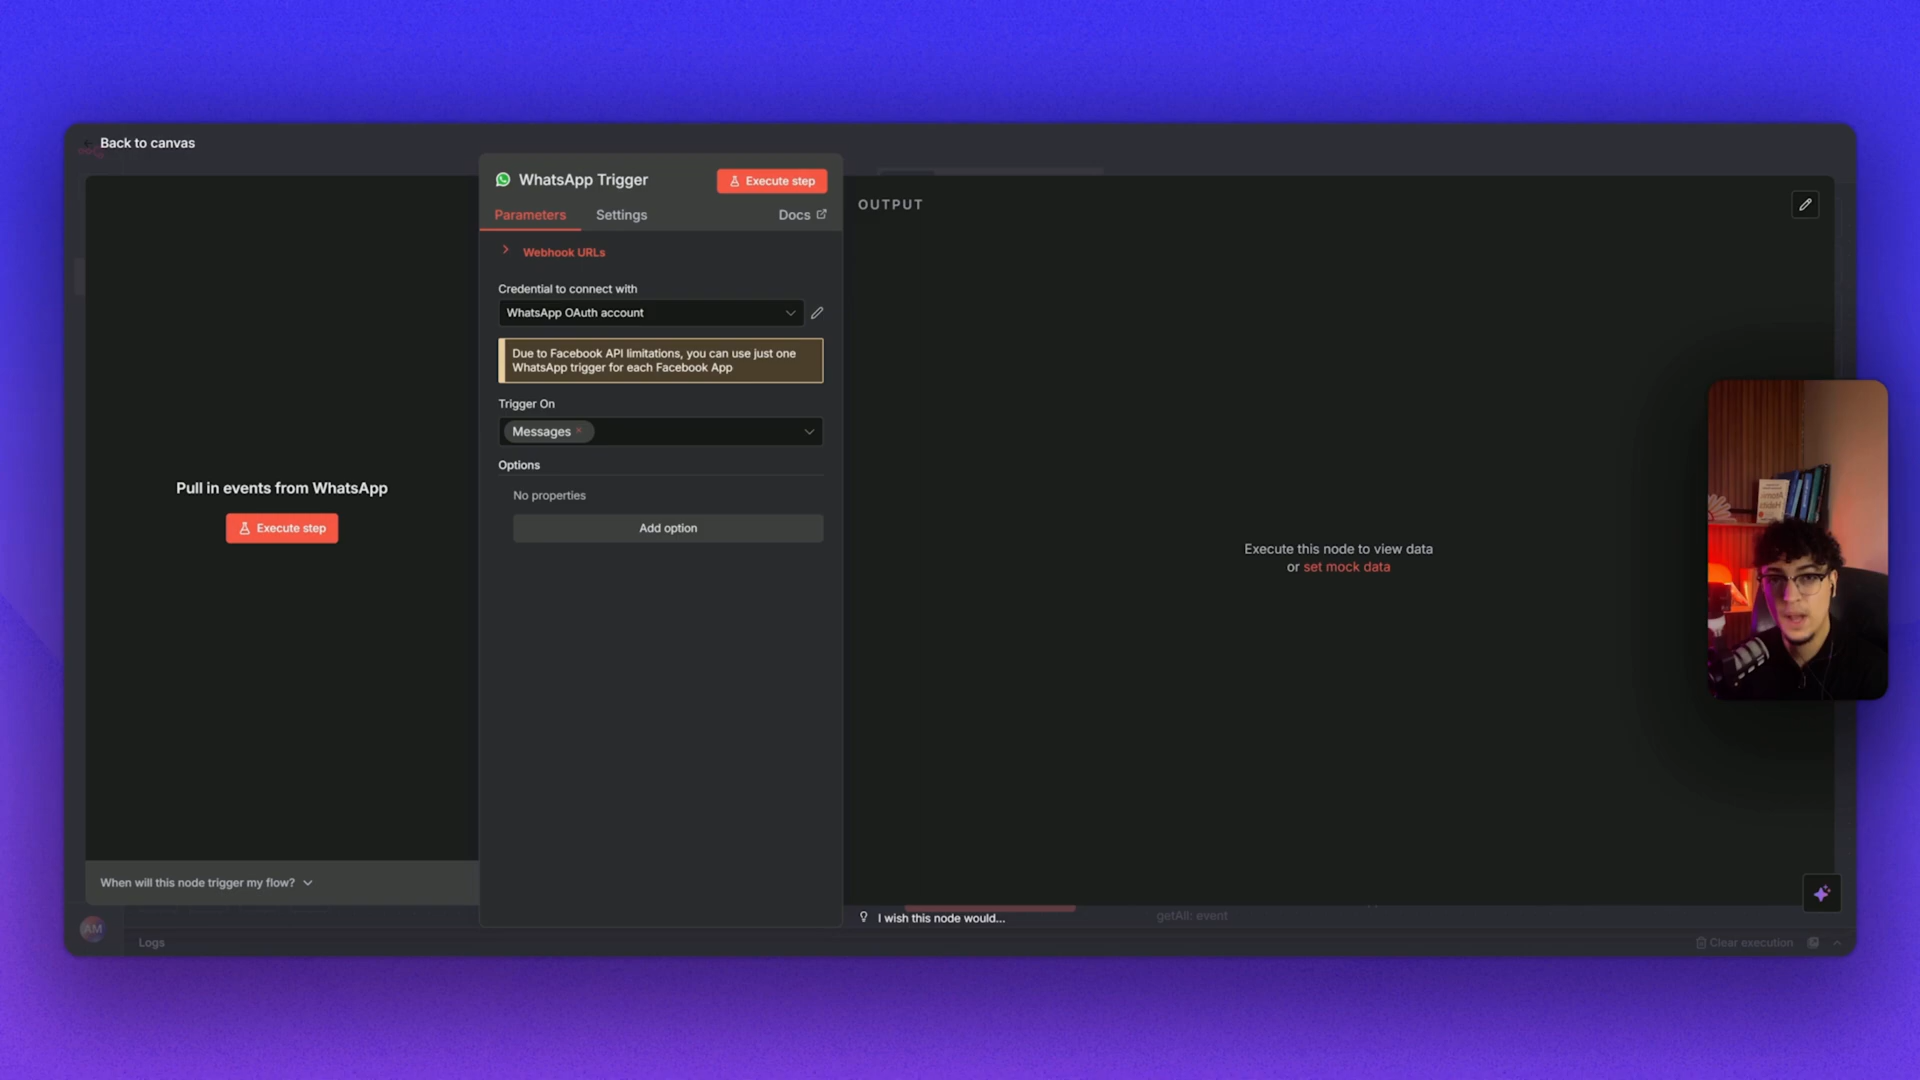 Back to canvas
WhatsApp Trigger
Execute step
Parameters
Settings
Docs
Webhook URLs
Credential to connect with
WhatsApp OAuth account
Due to Facebook API limitations, you can use just one
WhatsApp trigger for each Facebook App
Trigger On
Messages
Options
No properties
Add option
Pull in events from WhatsApp
Execute step
When will this node trigger my flow?
OUTPUT
Execute this node to view data
or set mock data
I wish this node would...
getAll: event
AM
Logs
Clear execution